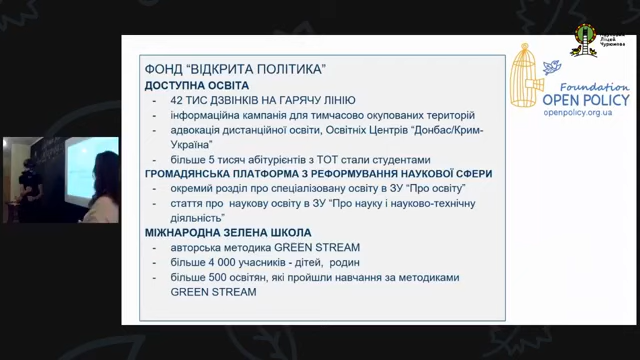 ФОНД “ВІДКРИТА ПОЛІТИКА”
ДОСТУПНА ОСВІТА
- 42 ТИС ДЗВІНКІВ НА ГАРЯЧУ ЛІНІЮ
- інформаційна кампанія для тимчасово окупованих територій
- адвокація дистанційної освіти, Освітніх Центрів “Донбас/Крим-
Україна”
- більше 5 тисяч абітурієнтів з ТОТ стали студентами
ГРОМАДЯНСЬКА ПЛАТФОРМА З РЕФОРМУВАННЯ НАУКОВОЇ СФЕРИ
- окремий розділ про спеціалізовану освіту в ЗУ “Про освіту”
- стаття про наукову освіту в ЗУ “Про науку і науково-технічну
діяльність”
МІЖНАРОДНА ЗЕЛЕНА ШКОЛА
- авторська методика GREEN STREAM
- більше 4 000 учасників - дітей, родин
- більше 500 освітян, які пройшли навчання за методиками
GREEN STREAM
Foundation
OPEN POLICY
openpolicy.org.ua
Ліцей